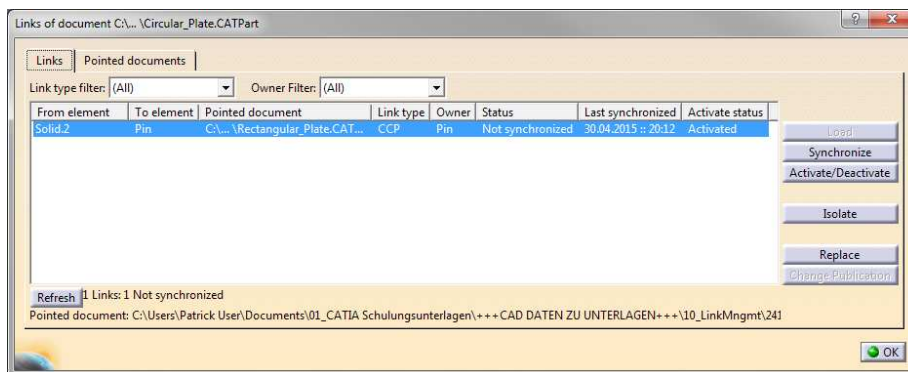 Links of document C:\... \Circular_Plate.CATPart
Links Pointed documents
Link type filter: (All) Owner Filter: (All)
From element To element Pointed document Link type Owner Status Last synchronized Activate status
Solid.2 Pin C:\... \Rectangular_Plate.CAT... CCP Pin Not synchronized 30.04.2015 :: 20:12 Activated
Load
Synchronize
Activate/Deactivate
Isolate
Replace
Change Publication
Refresh 1 Links: 1 Not synchronized
Pointed document: C:\Users\Patrick User\Documents\01_CATIA Schulungsunterlagen\+++CAD DATEN ZU UNTERLAGEN+++\10_LinkMngmt\241
OK